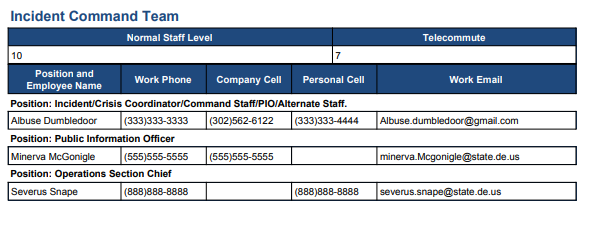 Incident Command Team
Normal Staff Level Telecommute
10 7
Position and Employee Name Work Phone Company Cell Personal Cell Work Email
Position: Incident/Crisis Coordinator/Command Staff/PIO/Alternate Staff.
Albuse Dumbledoor (333)333-3333 (302)562-6122 (333)333-4444 Albuse.dumbledoor@gmail.com
Position: Public Information Officer
Minerva McGonigle (555)555-5555 (555)555-5555 minerva.Mcgonigle@state.de.us
Position: Operations Section Chief
Severus Snape (888)888-8888 (888)888-8888 severus.snape@state.de.us